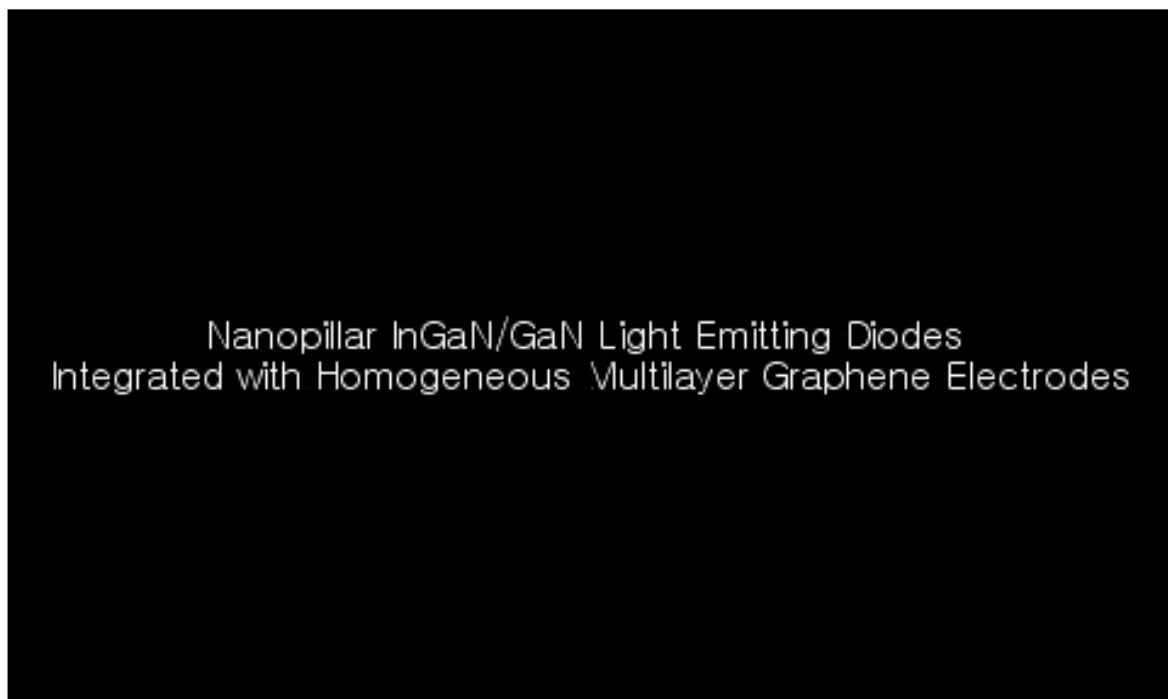 Nanopillar InGaN/GaN Light Emitting Diodes
Integrated with Homogeneous Multilayer Graphene Electrodes